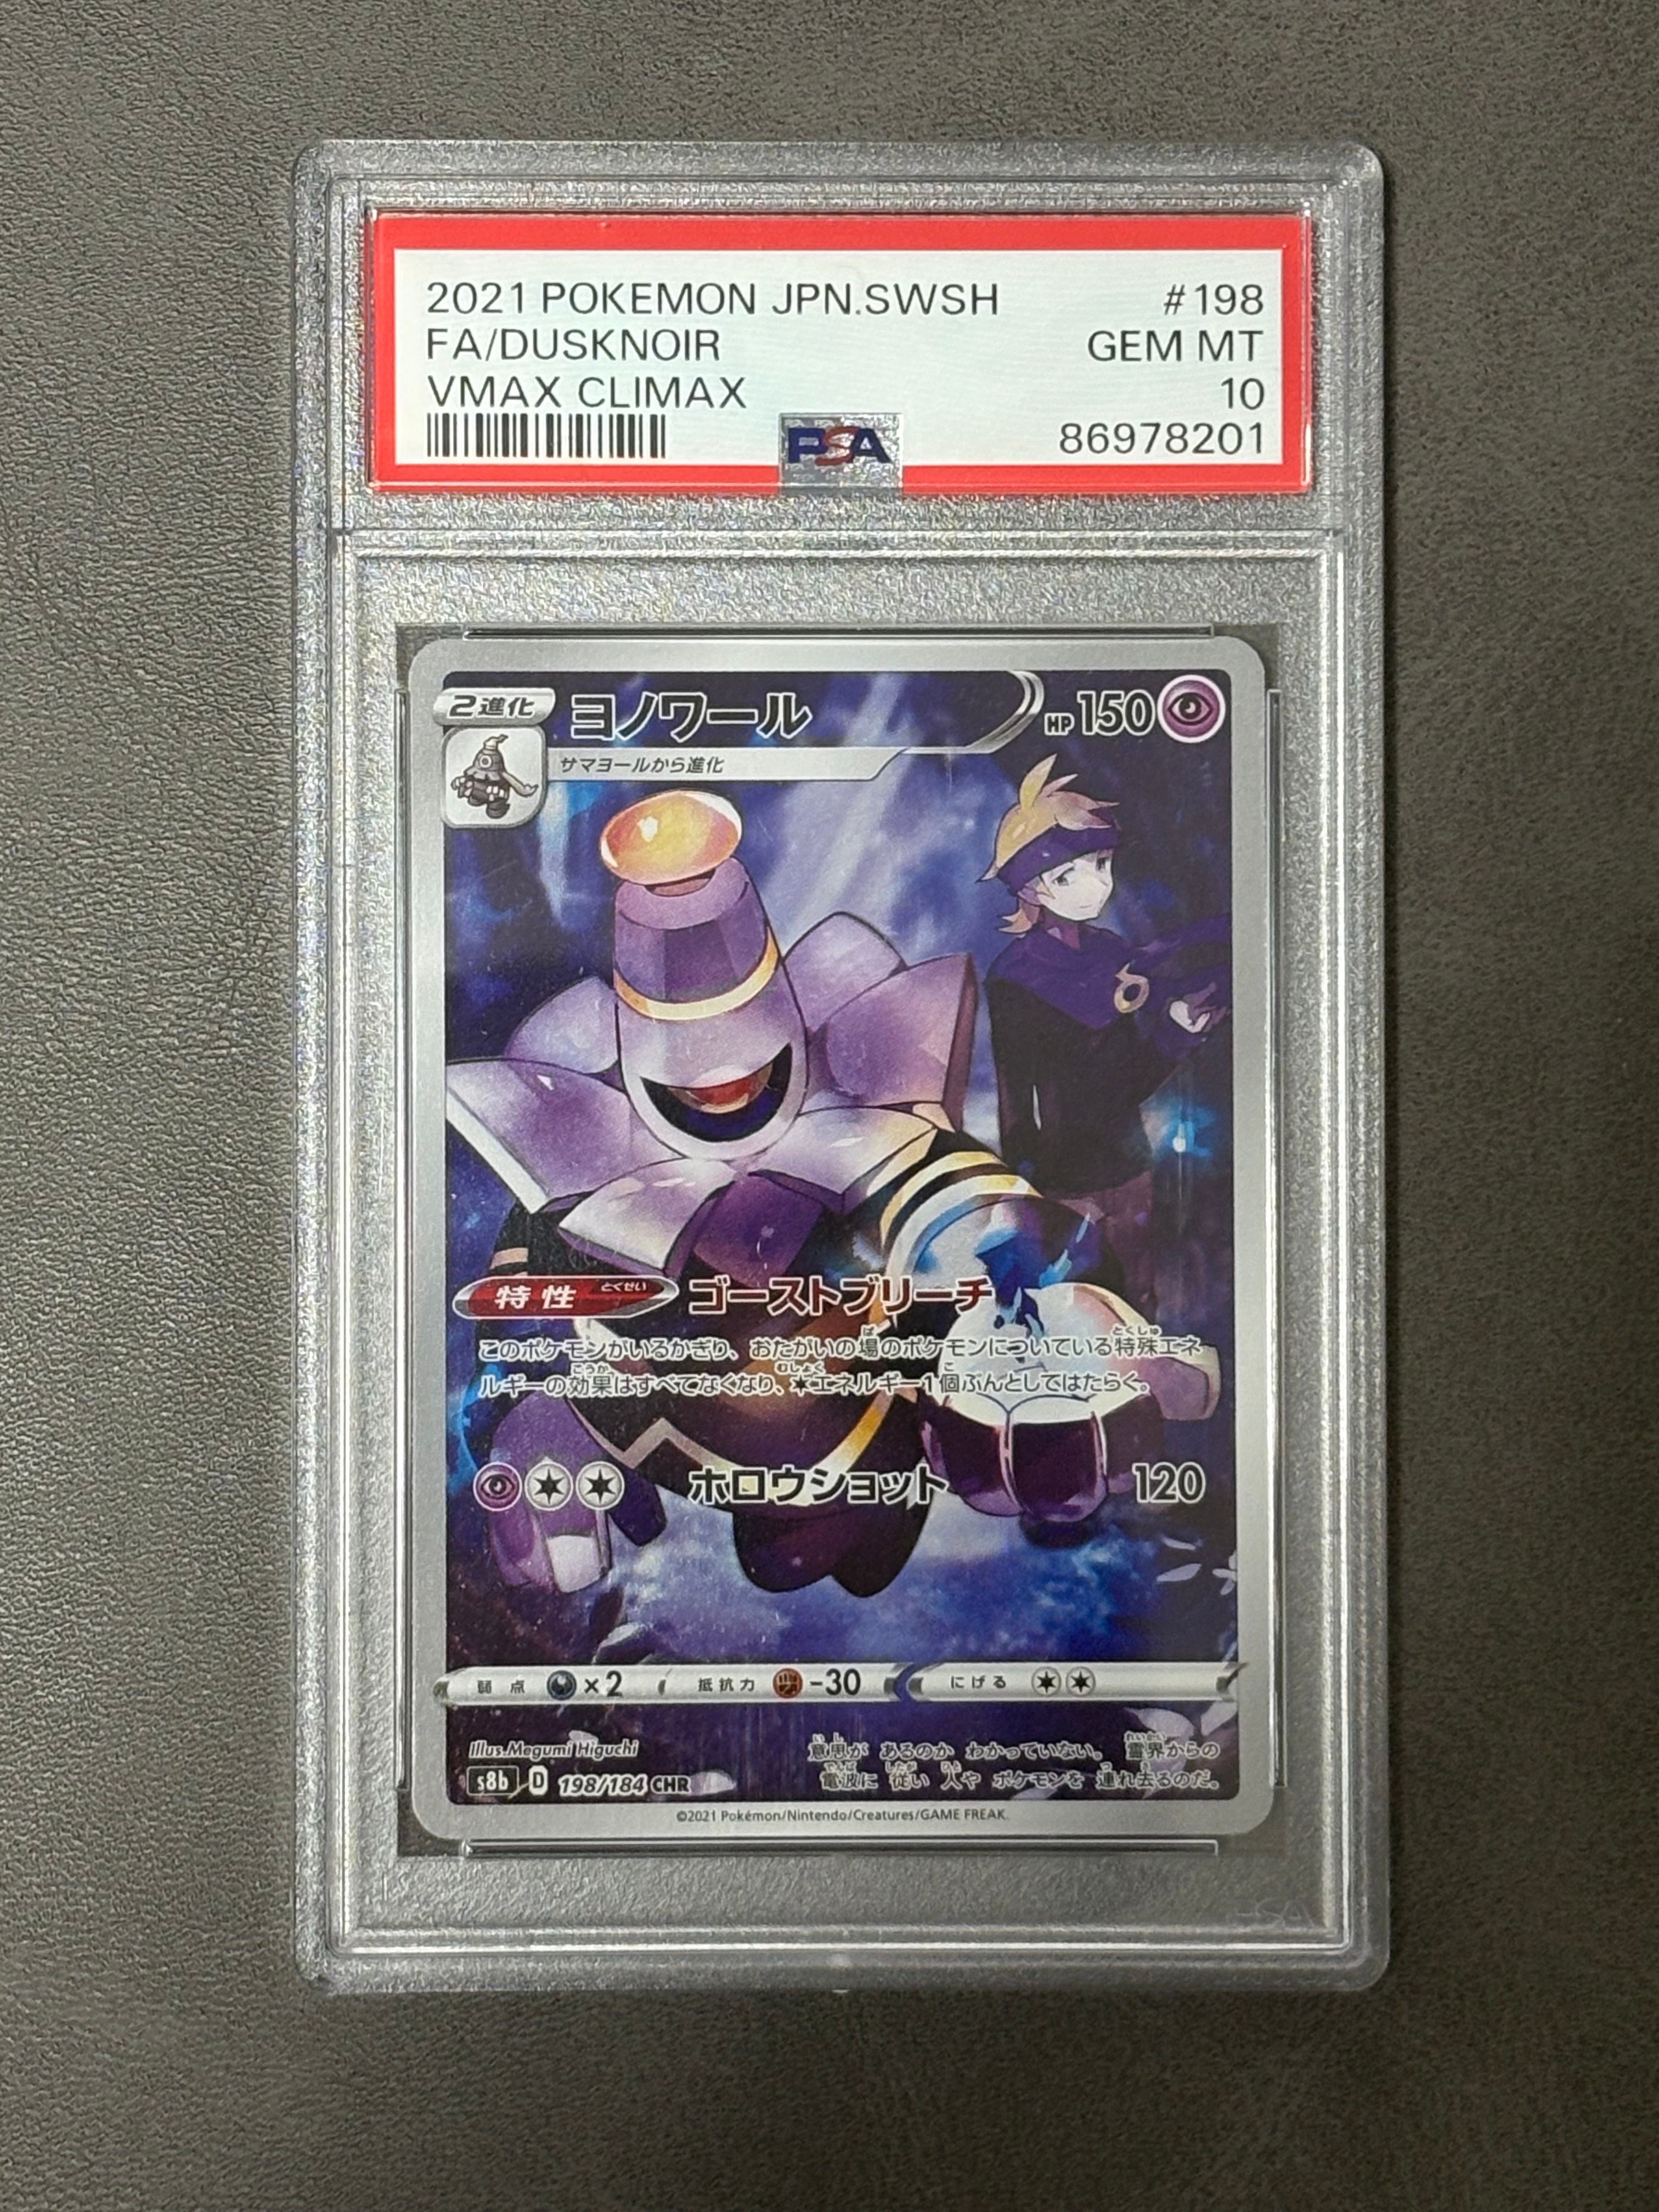 2021 POKEMON JPN.SWSH #198
FA/DUSKNOIR GEM MT
VMAX CLIMAX 10
PSA 86978201
2進化 ヨノワール HP 150
サマヨールから進化
特性 とくせい ゴーストブリーチ
このポケモンがいるかぎり、おたがいの場のポケモンについている特殊エネ
ルギーの効果はすべてなくなり、エネルギー1個ぶんとしてはたらく。
ホロウショット 120
弱点 ×2 抵抗力 -30 にげる
Illus.Megumi Higuchi
s8b D 198/184 CHR
意思が あるのか わかっていない。 霊界からの
電波に 従い 人や ポケモンを 連れ去るのだ。
©2021 Pokémon/Nintendo/Creatures/GAME FREAK.